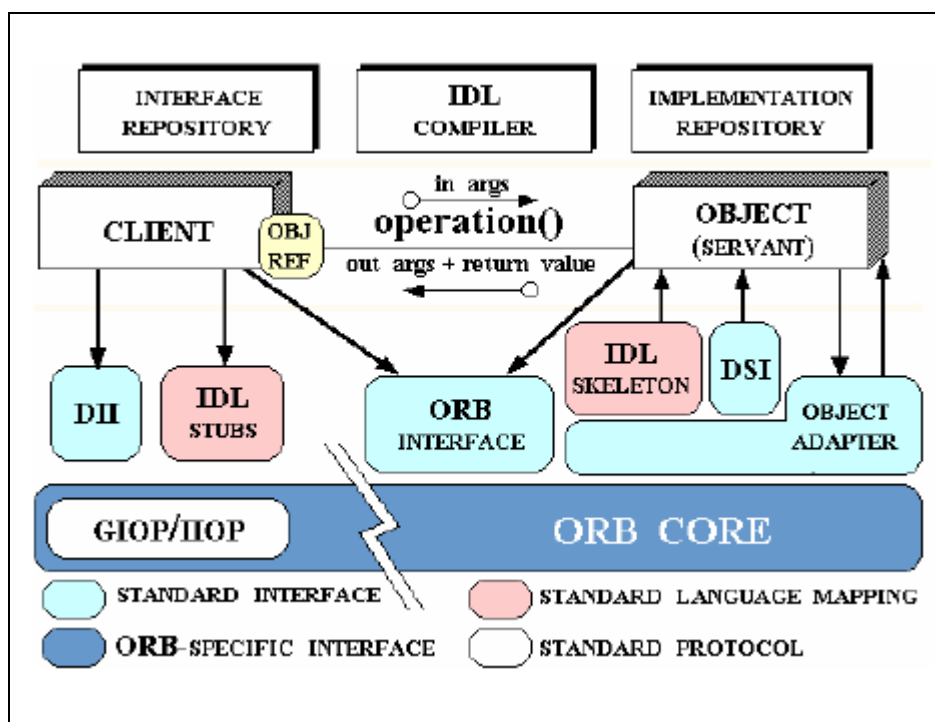 INTERFACE
REPOSITORY
IDL
COMPILER
IMPLEMENTATION
REPOSITORY
CLIENT
OBJ
REF
in args
operation()
out args + return value
OBJECT
(SERVANT)
DII
IDL
STUBS
ORB
INTERFACE
IDL
SKELETON
DSI
OBJECT
ADAPTER
GIOP/IIOP
ORB CORE
STANDARD INTERFACE
STANDARD LANGUAGE MAPPING
ORB-SPECIFIC INTERFACE
STANDARD PROTOCOL